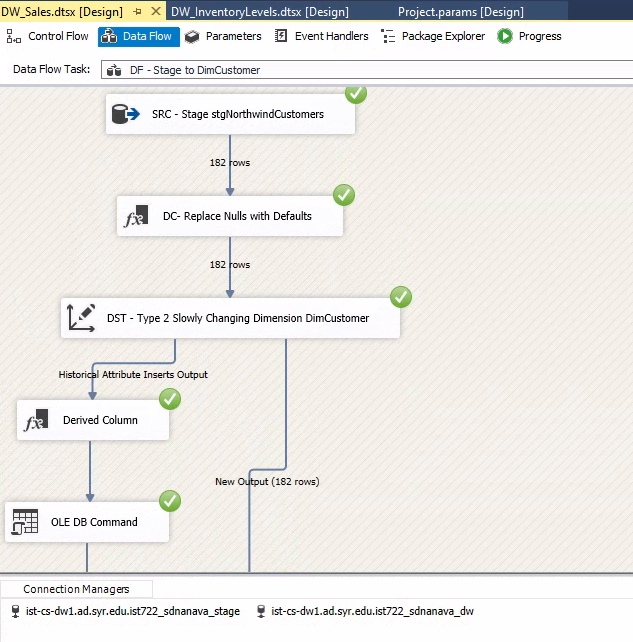 DW_Sales.dtsx [Design] DW_InventoryLevels.dtsx [Design] Project.params [Design]
Control Flow Data Flow Parameters Event Handlers Package Explorer Progress
Data Flow Task: DF - Stage to DimCustomer
SRC - Stage stgNorthwindCustomers
182 rows
DC- Replace Nulls with Defaults
182 rows
DST - Type 2 Slowly Changing Dimension DimCustomer
Historical Attribute Inserts Output
Derived Column
New Output (182 rows)
OLE DB Command
Connection Managers
ist-cs-dw1.ad.syr.edu.ist722_sdnanava_stage ist-cs-dw1.ad.syr.edu.ist722_sdnanava_dw